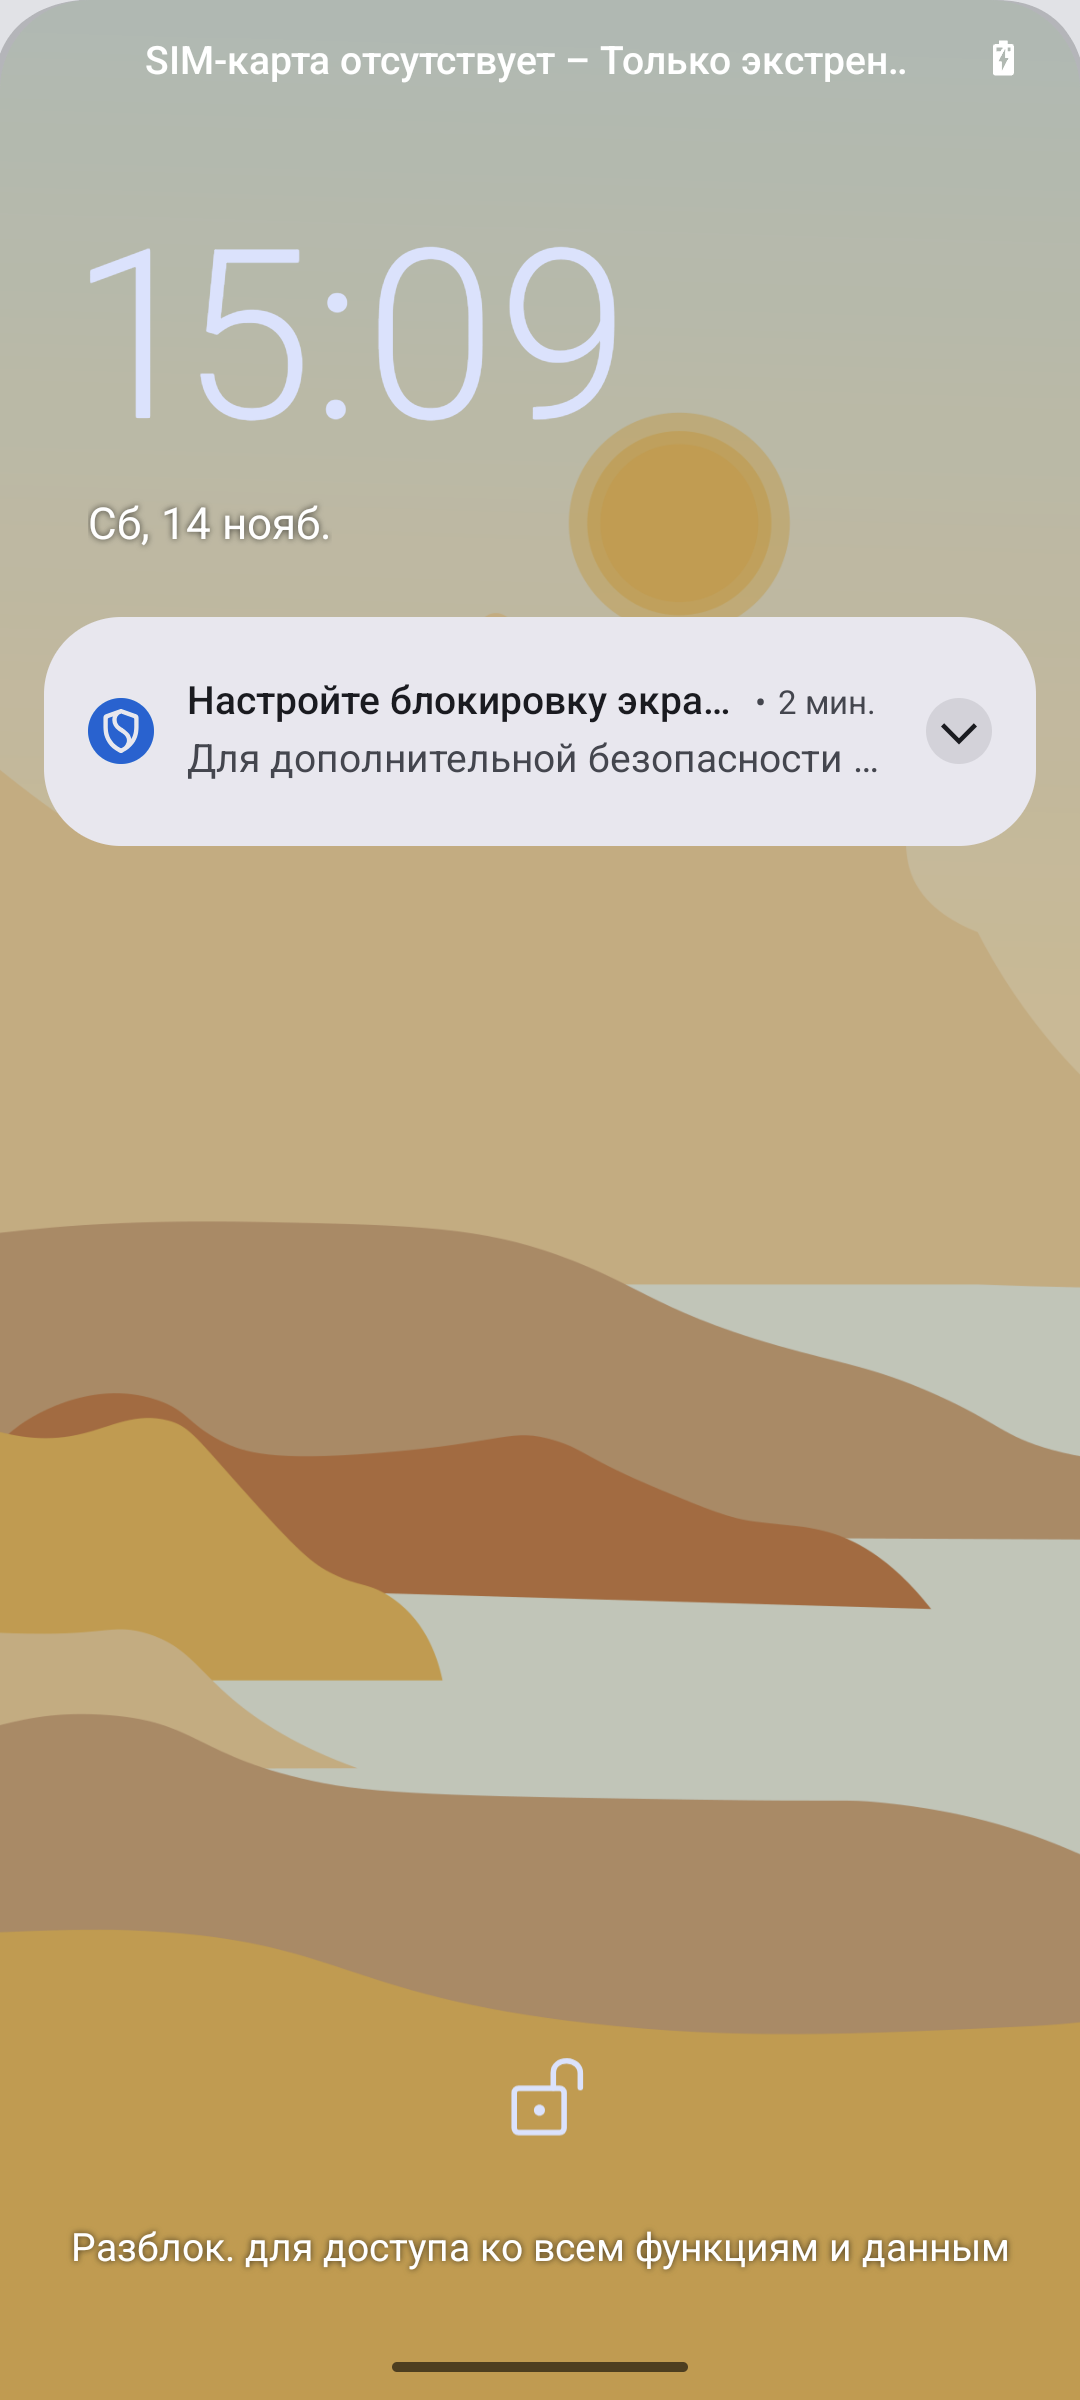 SIM-карта отсутствует – Только экстрен..
15:09
Сб, 14 нояб.
Настройте блокировку экра… • 2 мин.
Для дополнительной безопасности …
Разблок. для доступа ко всем функциям и данным